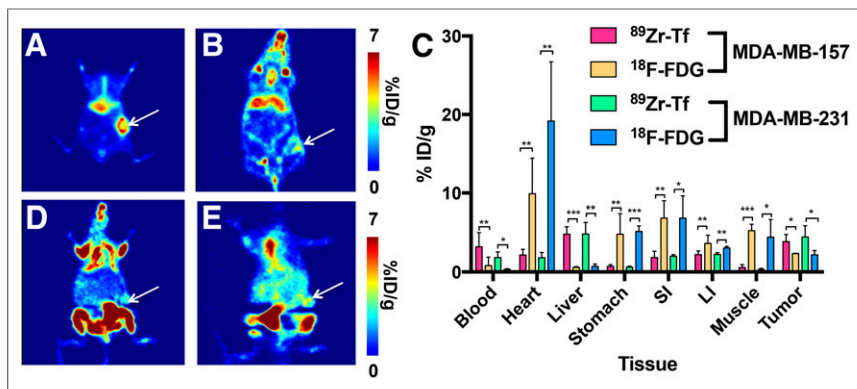 A
B
7
0
%ID/g
D
E
7
0
%ID/g
C
% ID/g
30
20
10
0
⁸⁹Zr-Tf
¹⁸F-FDG
MDA-MB-157
⁸⁹Zr-Tf
¹⁸F-FDG
MDA-MB-231
** * ** ** *** ** ** *** ** * ** ** *** * * *
Blood Heart Liver Stomach SI LI Muscle Tumor
Tissue